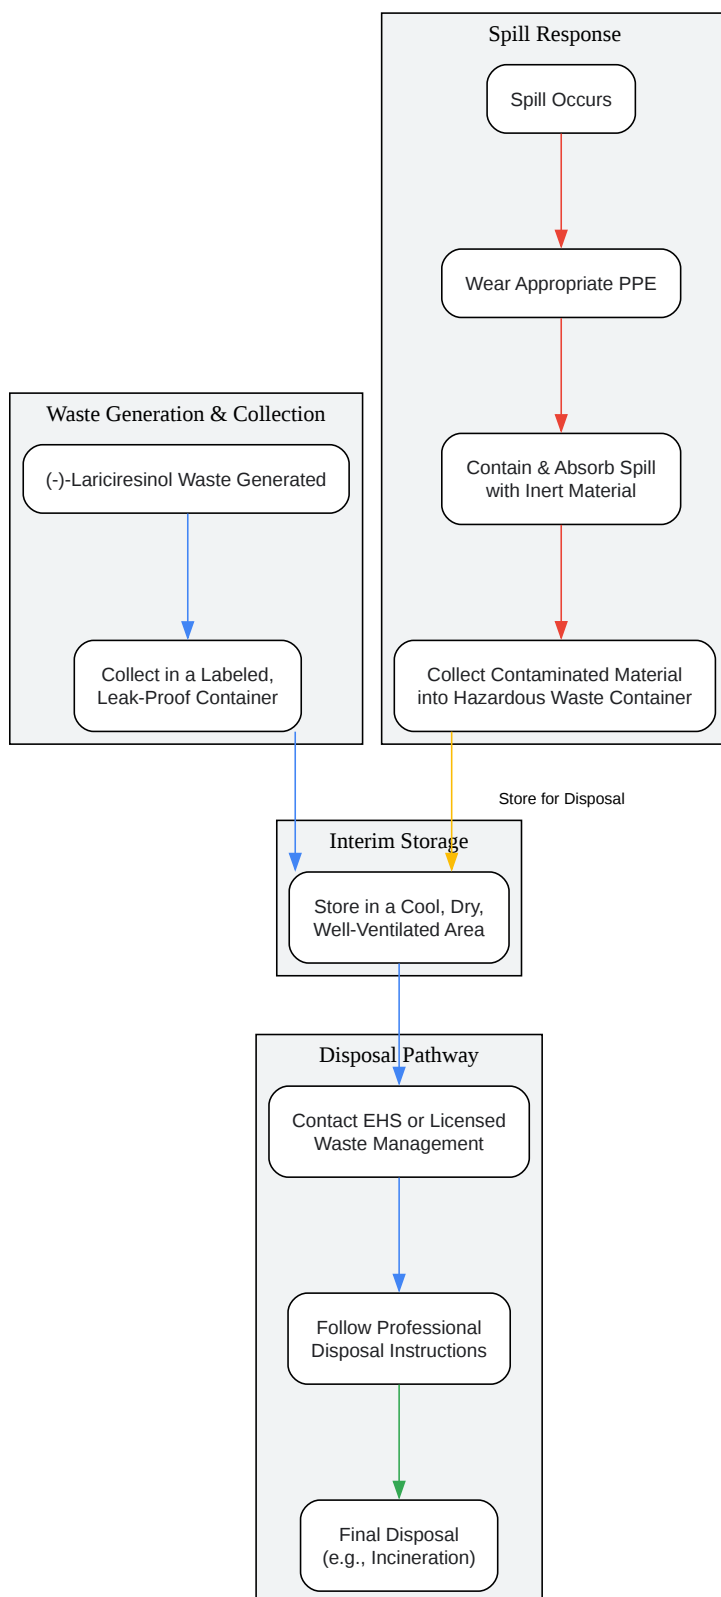 Spill Response
Spill Occurs
Wear Appropriate PPE
Contain & Absorb Spill
with Inert Material
Collect Contaminated Material
into Hazardous Waste Container
Waste Generation & Collection
(-)-Lariciresinol Waste Generated
Collect in a Labeled,
Leak-Proof Container
Store for Disposal
Interim Storage
Store in a Cool, Dry,
Well-Ventilated Area
Disposal Pathway
Contact EHS or Licensed
Waste Management
Follow Professional
Disposal Instructions
Final Disposal
(e.g., Incineration)